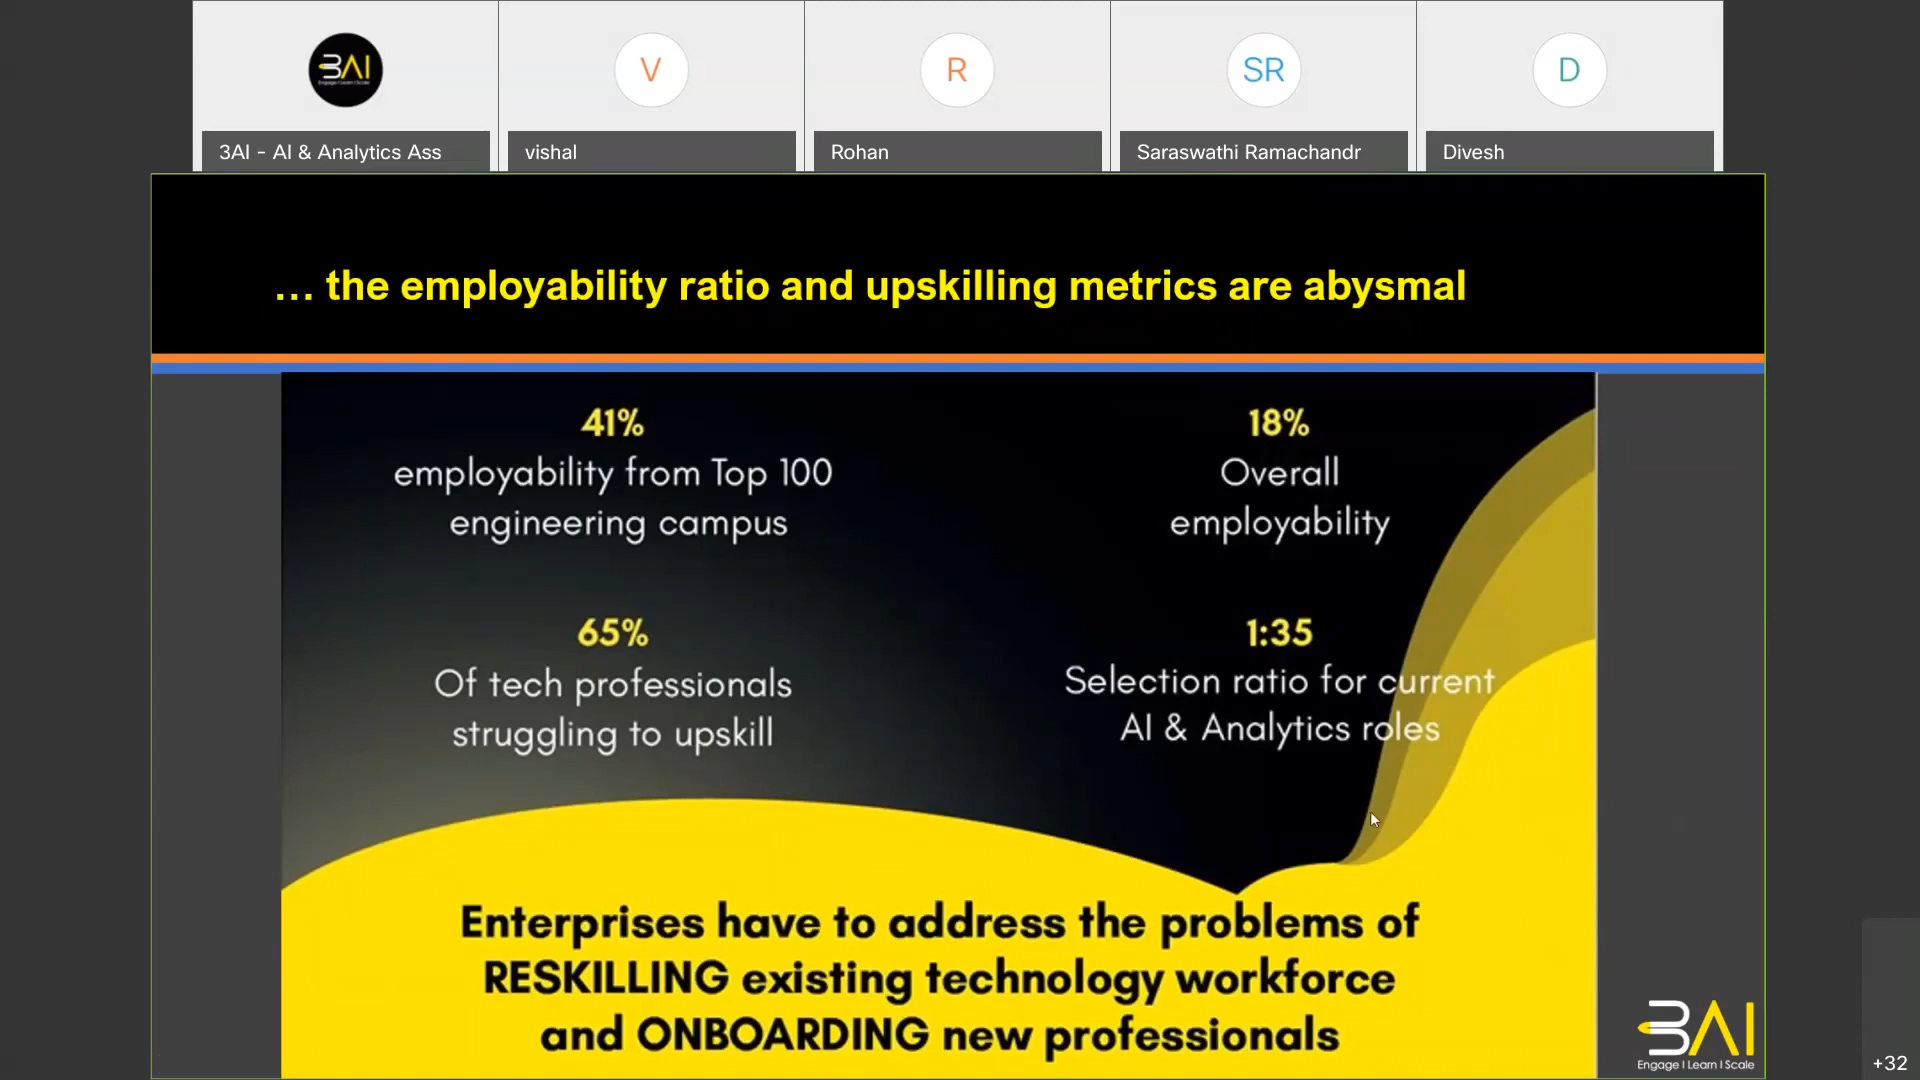 3AI
Engage | Learn | Scale
V
R
SR
D
3AI - AI & Analytics Ass
vishal
Rohan
Saraswathi Ramachandr
Divesh
... the employability ratio and upskilling metrics are abysmal
41%
employability from Top 100
engineering campus
18%
Overall
employability
65%
Of tech professionals
struggling to upskill
1:35
Selection ratio for current
AI & Analytics roles
Enterprises have to address the problems of
RESKILLING existing technology workforce
and ONBOARDING new professionals
3AI
Engage | Learn | Scale
+32